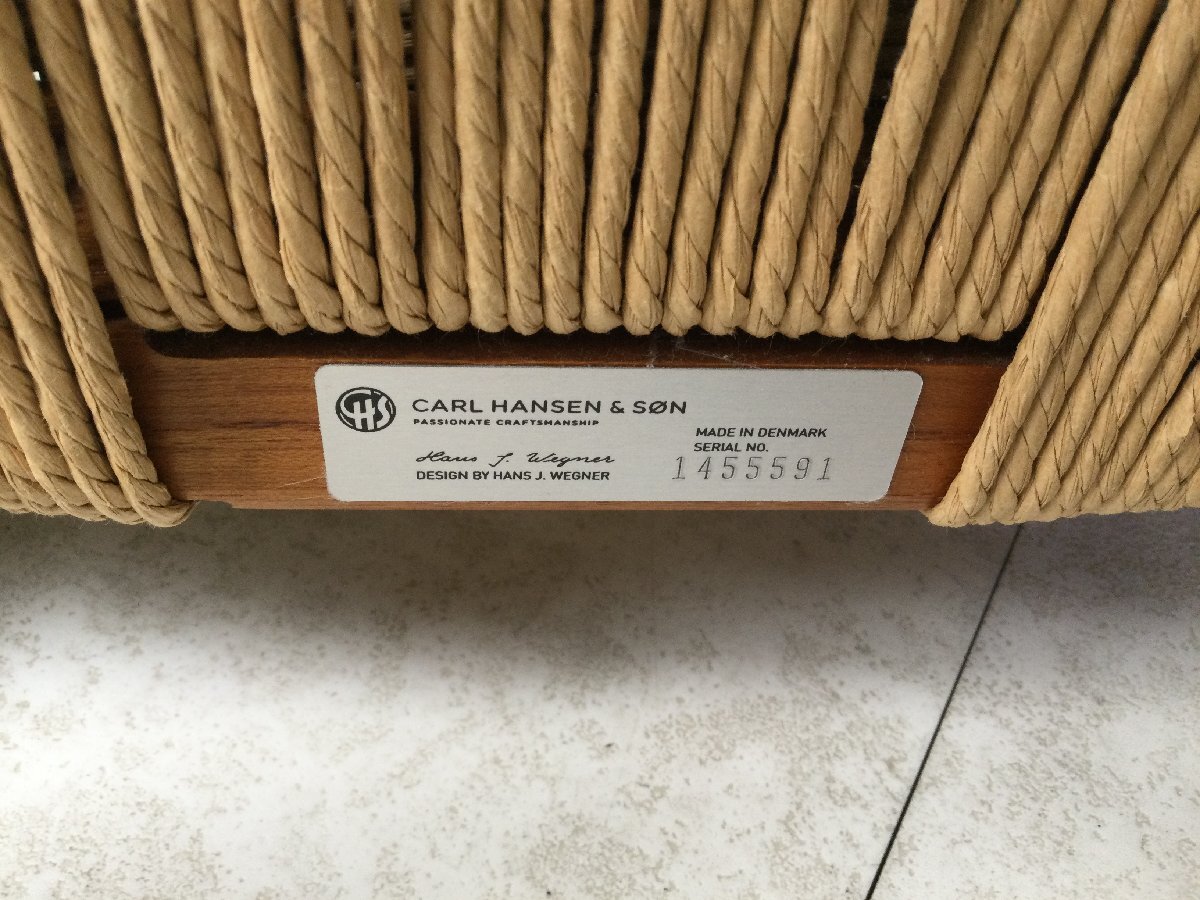 CHS
CARL HANSEN & SØN
PASSIONATE CRAFTSMANSHIP
Hans J. Wegner
DESIGN BY HANS J. WEGNER
MADE IN DENMARK
SERIAL NO.
1455591